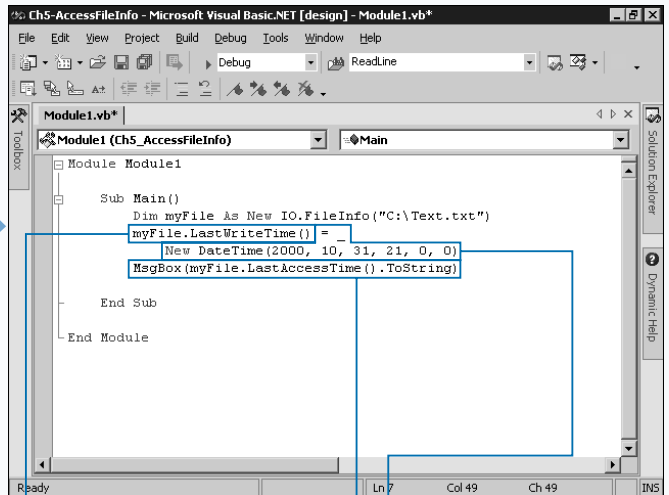 Ch5-AccessFileInfo - Microsoft Visual Basic.NET [design] - Module1.vb*
File Edit View Project Build Debug Tools Window Help
Debug ReadLine
Module1.vb*
Toolbox
Module1 (Ch5_AccessFileInfo) Main
Solution Explorer
Module Module1
Sub Main()
Dim myFile As New IO.FileInfo("C:\Text.txt")
myFile.LastWriteTime() = _
New DateTime(2000, 10, 31, 21, 0, 0)
MsgBox(myFile.LastAccessTime().ToString)
End Sub
End Module
Dynamic Help
Ready Ln 7 Col 49 Ch 49 INS